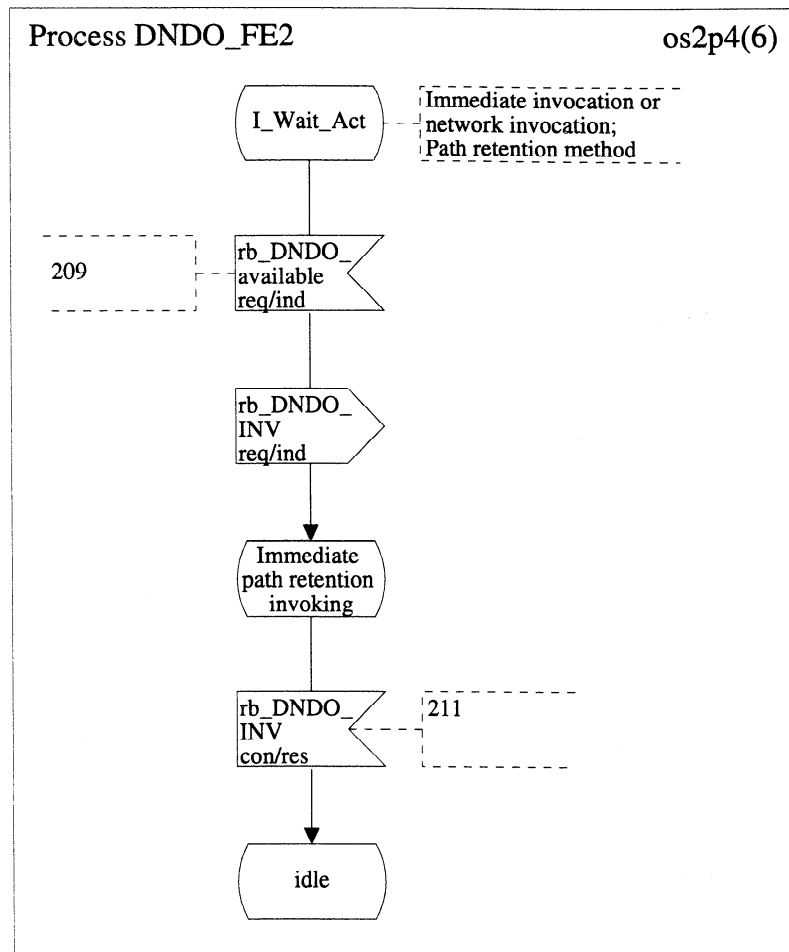 Process DNDO_FE2
os2p4(6)
I_Wait_Act
Immediate invocation or
network invocation;
Path retention method
209
rb_DNDO_
available
req/ind
rb_DNDO_
INV
req/ind
Immediate
path retention
invoking
rb_DNDO_
INV
con/res
211
idle